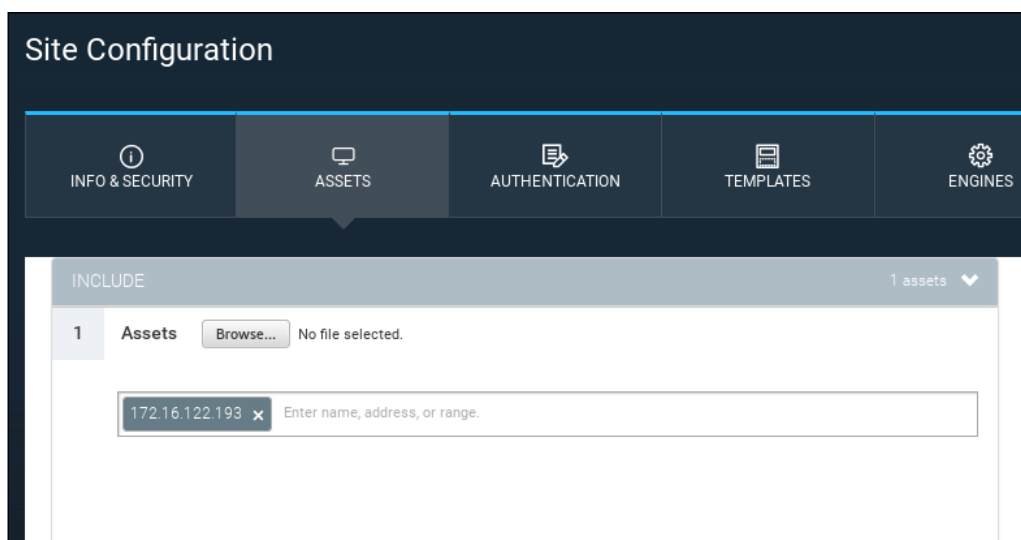 Site Configuration
INFO & SECURITY ASSETS AUTHENTICATION TEMPLATES ENGINES
INCLUDE 1 assets
1 Assets Browse... No file selected.
172.16.122.193 × Enter name, address, or range.